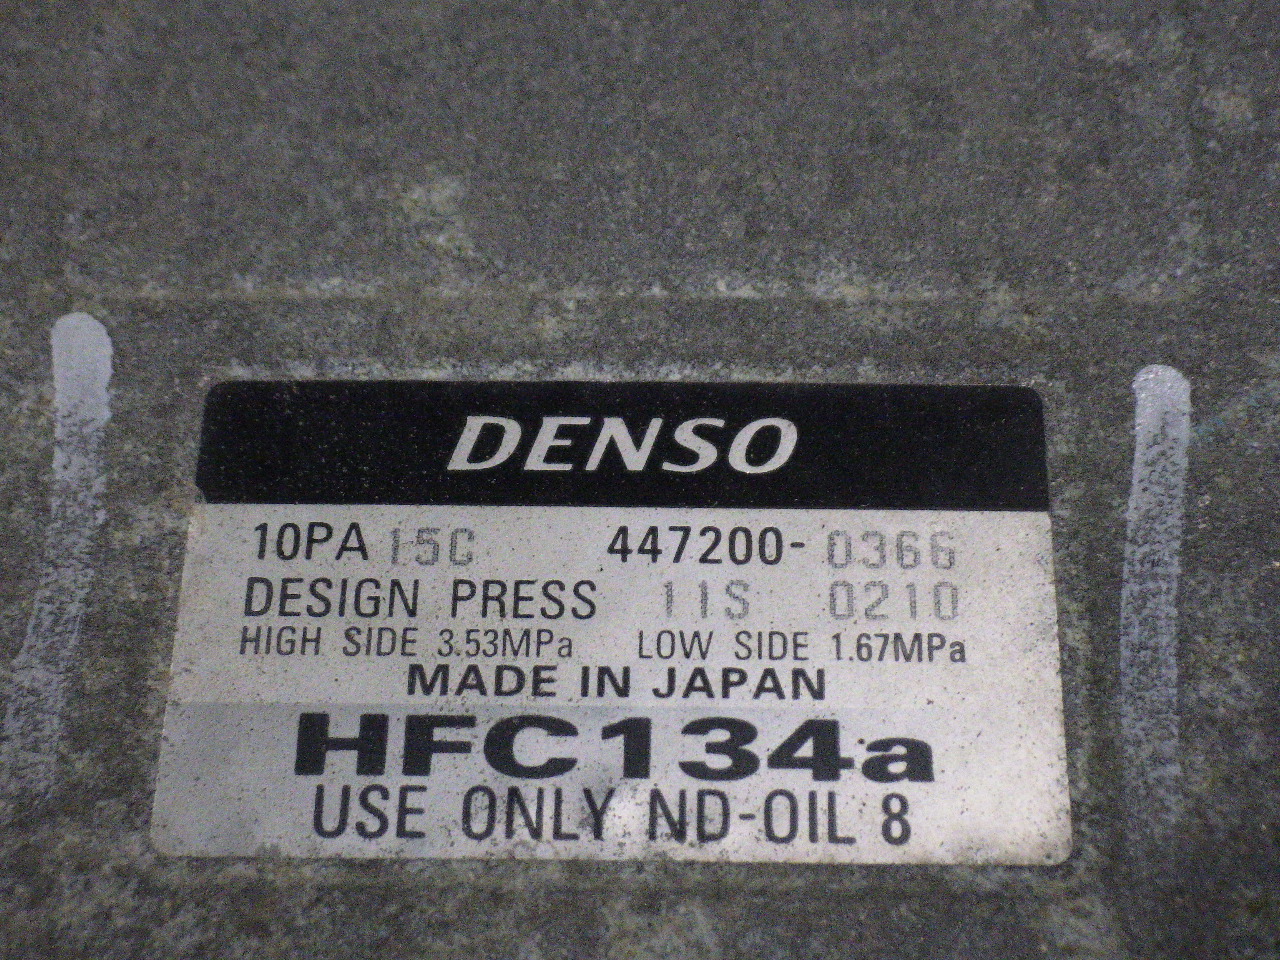 DENSO
10PA 15C 447200-0366
DESIGN PRESS 11S 0210
HIGH SIDE 3.53MPa LOW SIDE 1.67MPa
MADE IN JAPAN
HFC134a
USE ONLY ND-OIL 8